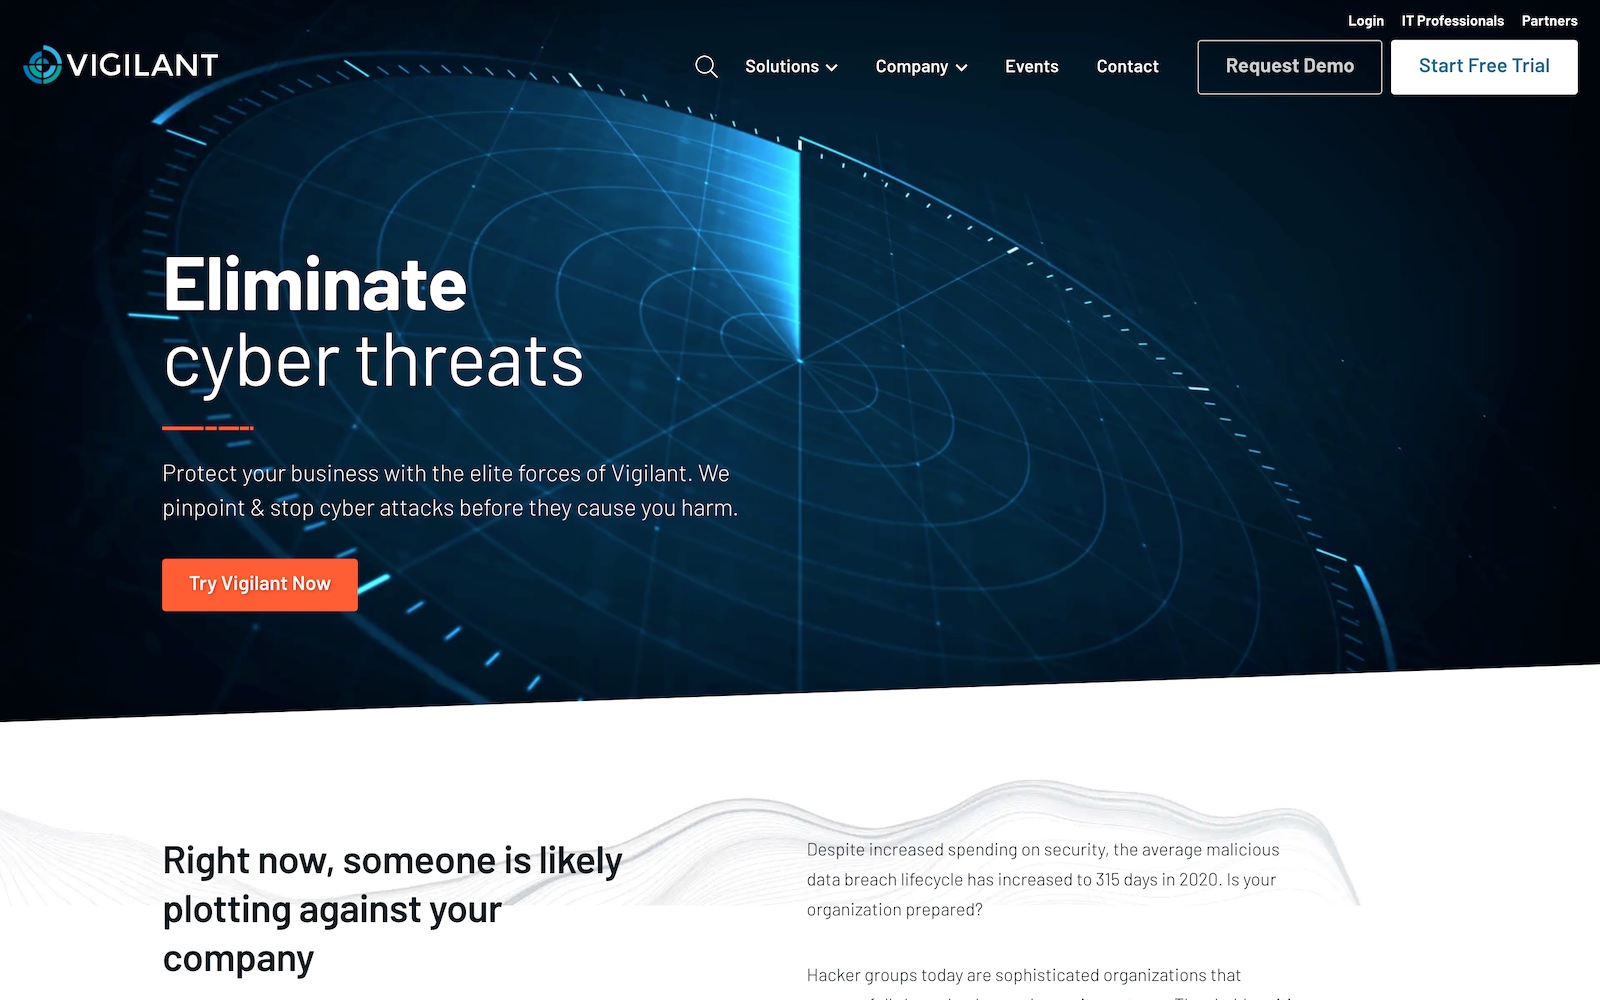 Login IT Professionals Partners
VIGILANT
Solutions Company Events Contact Request Demo Start Free Trial
Eliminate
cyber threats
Protect your business with the elite forces of Vigilant. We
pinpoint & stop cyber attacks before they cause you harm.
Try Vigilant Now
Right now, someone is likely
plotting against your
company
Despite increased spending on security, the average malicious
data breach lifecycle has increased to 315 days in 2020. Is your
organization prepared?
Hacker groups today are sophisticated organizations that